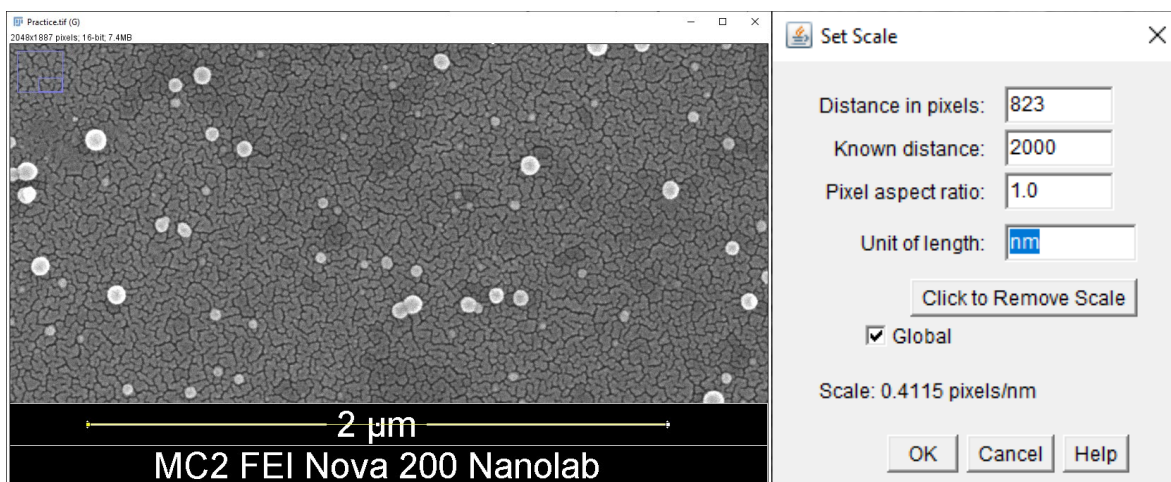 Practice.tif (G)
2048x1887 pixels; 16-bit; 7.4MB
2 µm
MC2 FEI Nova 200 Nanolab
Set Scale
Distance in pixels: 823
Known distance: 2000
Pixel aspect ratio: 1.0
Unit of length: nm
Click to Remove Scale
Global
Scale: 0.4115 pixels/nm
OK Cancel Help